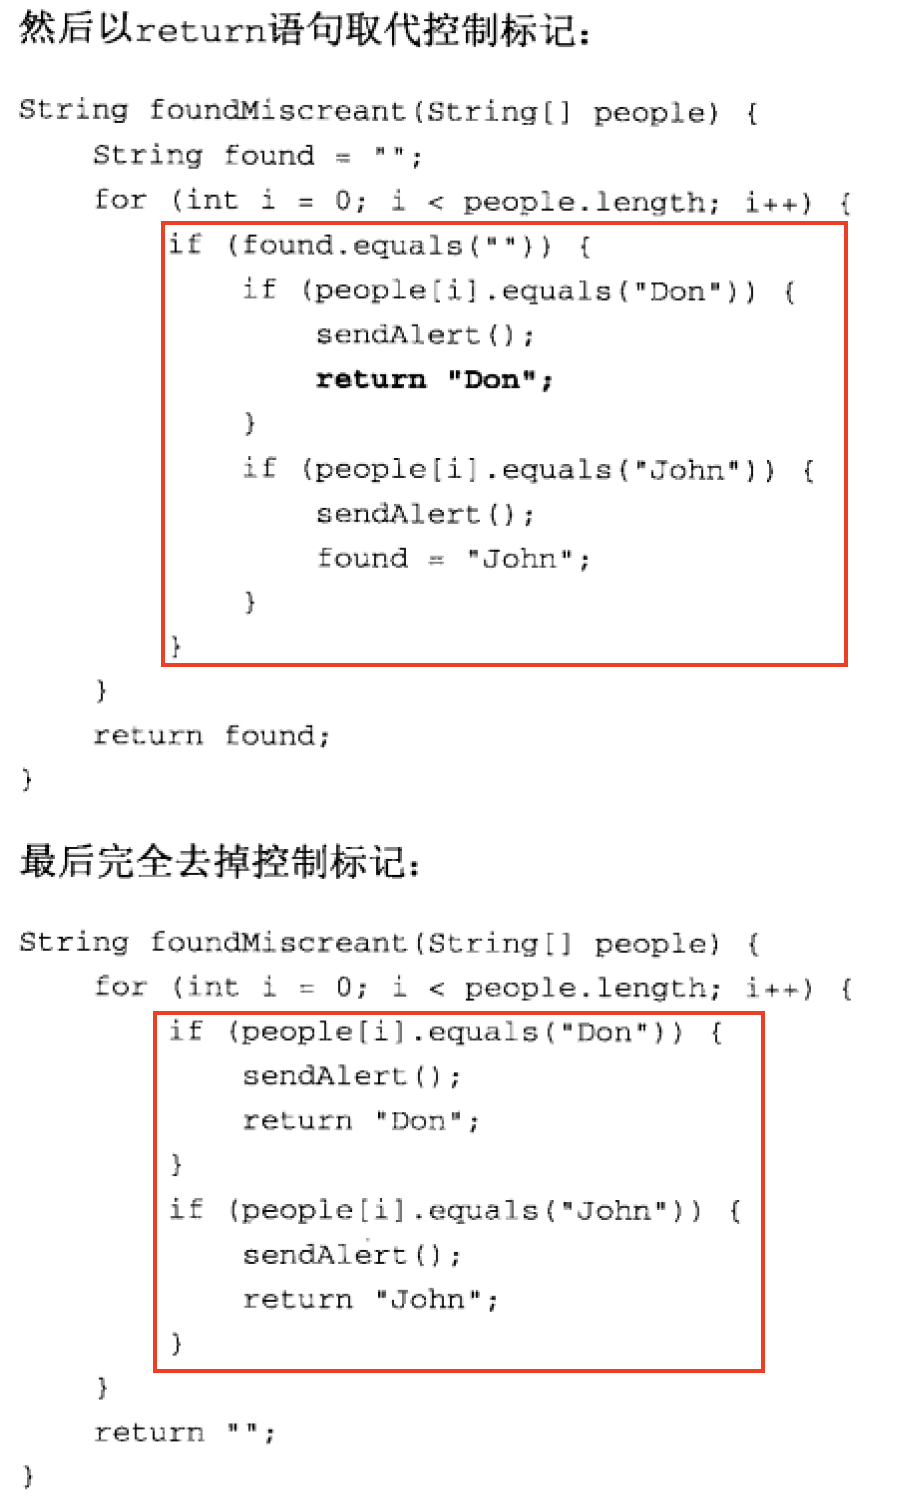 然后以return语句取代控制标记：
String foundMiscreant(String[] people) {
    String found = "";
    for (int i = 0; i < people.length; i++) {
        if (found.equals("")) {
            if (people[i].equals("Don")) {
                sendAlert();
                return "Don";
            }
            if (people[i].equals("John")) {
                sendAlert();
                found = "John";
            }
        }
    }
    return found;
}
最后完全去掉控制标记：
String foundMiscreant(String[] people) {
    for (int i = 0; i < people.length; i++) {
        if (people[i].equals("Don")) {
            sendAlert();
            return "Don";
        }
        if (people[i].equals("John")) {
            sendAlert();
            return "John";
        }
    }
    return "";
}